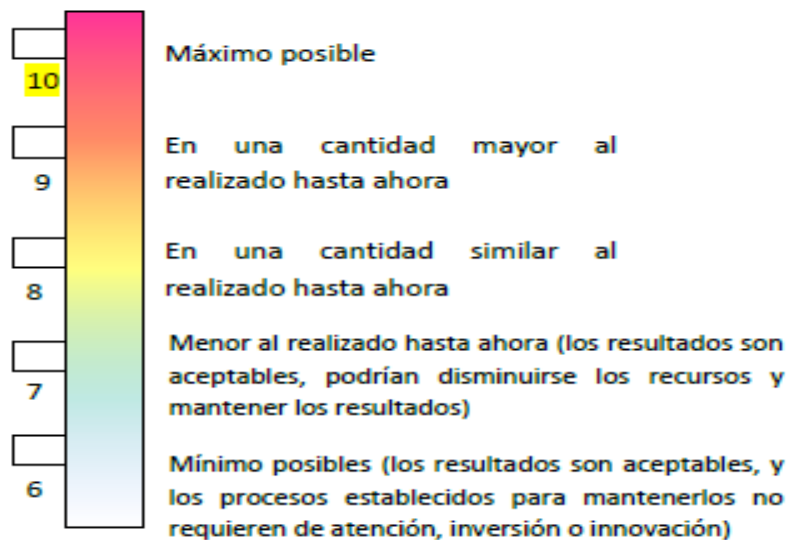 Máximo posible
10
En una cantidad mayor al
9
realizado hasta ahora
En una cantidad similar al
8
realizado hasta ahora
Menor al realizado hasta ahora (los resultados son
aceptables, podrían disminuirse los recursos y
7
mantener los resultados)
Mínimo posibles (los resultados son aceptables, y
6
los procesos establecidos para mantenerlos no
requieren de atención, inversión o innovación)